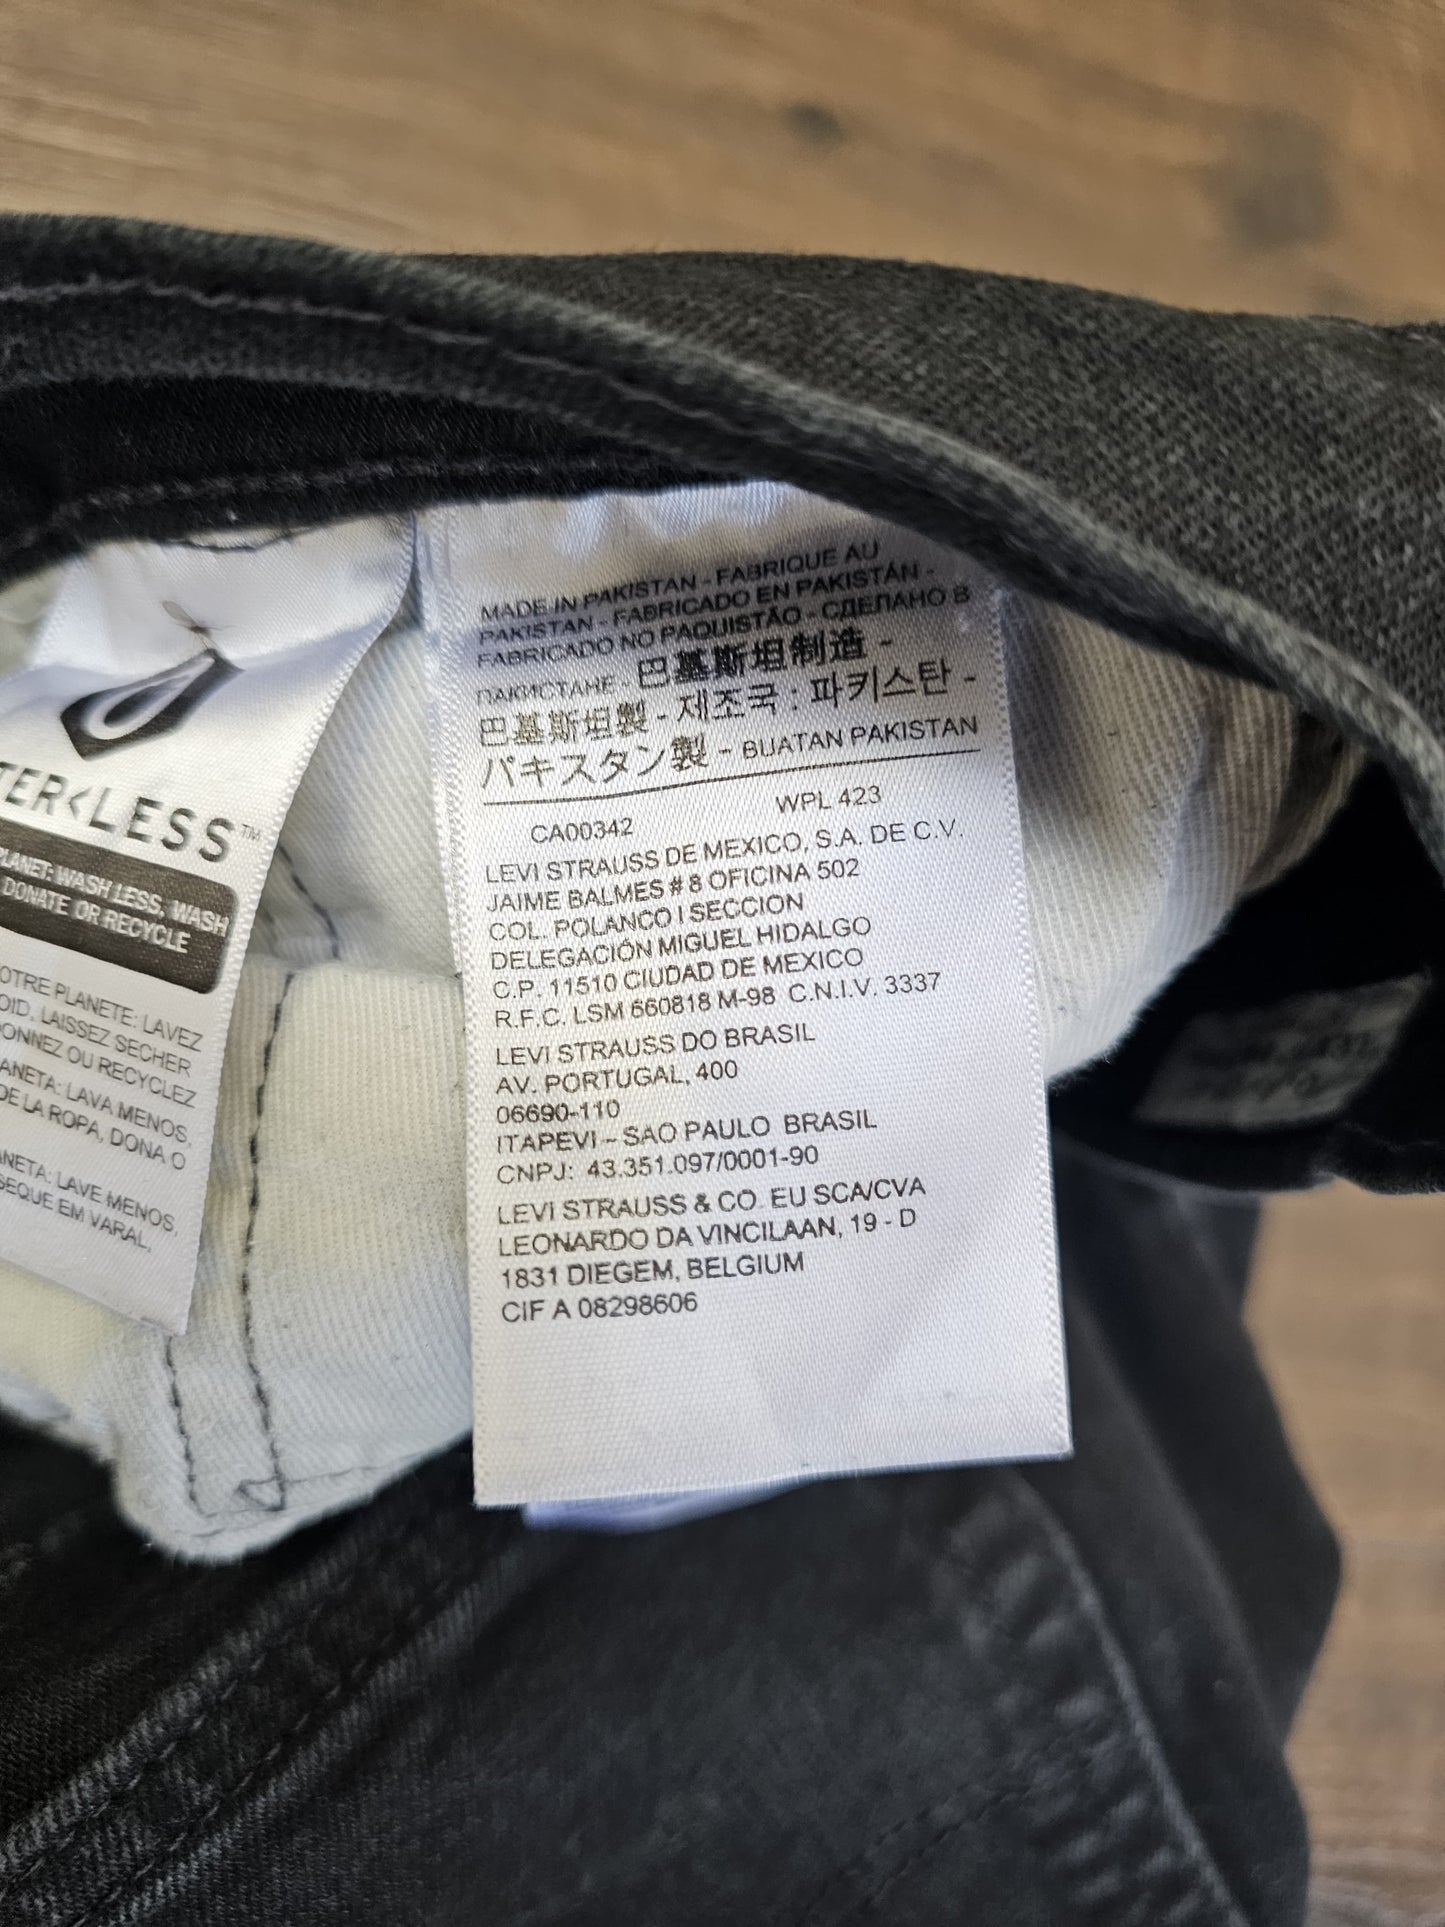 TER<LESS™
PLANET: WASH LESS, WASH
DONATE OR RECYCLE
OTRE PLANETE: LAVEZ
OID, LAISSEZ SECHER
ONNEZ OU RECYCLEZ
ANETA: LAVA MENOS,
DE LA ROPA, DONA O
NETA: LAVE MENOS,
SEQUE EM VARAL,
MADE IN PAKISTAN - FABRIQUE AU
PAKISTAN - FABRICADO EN PAKISTÁN -
FABRICADO NO PAQUISTÃO - СДЕЛАНО В
ПАКИСТАНЕ - 巴基斯坦制造 -
巴基斯坦製 - 제조국 : 파키스탄 -
パキスタン製 - BUATAN PAKISTAN
CA00342 WPL 423
LEVI STRAUSS DE MEXICO, S.A. DE C.V.
JAIME BALMES # 8 OFICINA 502
COL. POLANCO I SECCION
DELEGACIÓN MIGUEL HIDALGO
C.P. 11510 CIUDAD DE MEXICO
R.F.C. LSM 660818 M-98 C.N.I.V. 3337
LEVI STRAUSS DO BRASIL
AV. PORTUGAL, 400
06690-110
ITAPEVI – SAO PAULO BRASIL
CNPJ: 43.351.097/0001-90
LEVI STRAUSS & CO. EU SCA/CVA
LEONARDO DA VINCILAAN, 19 - D
1831 DIEGEM, BELGIUM
CIF A 08298606